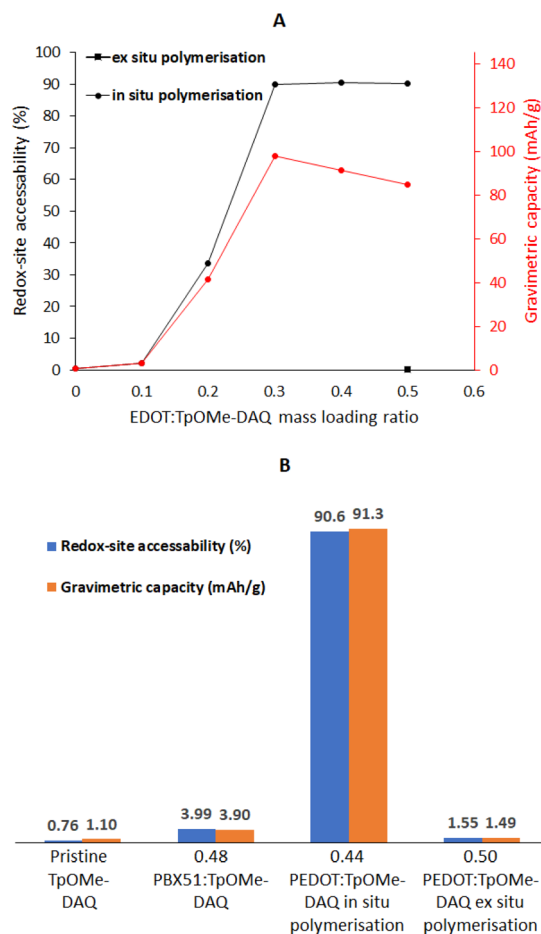 A
100
90
80
70
60
50
40
30
20
10
0
Redox-site accessability (%)
ex situ polymerisation
in situ polymerisation
140
120
100
80
60
40
20
0
Gravimetric capacity (mAh/g)
0 0.1 0.2 0.3 0.4 0.5 0.6
EDOT:TpOMe-DAQ mass loading ratio
B
Redox-site accessability (%)
Gravimetric capacity (mAh/g)
90.6 91.3
0.76 1.10
3.99 3.90
1.55 1.49
Pristine
TpOMe-
DAQ
0.48
PBX51:TpOMe-
DAQ
0.44
PEDOT:TpOMe-
DAQ in situ
polymerisation
0.50
PEDOT:TpOMe-
DAQ ex situ
polymerisation